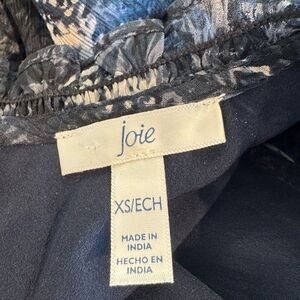 joie
XS/ECH
MADE IN
INDIA
HECHO EN
INDIA